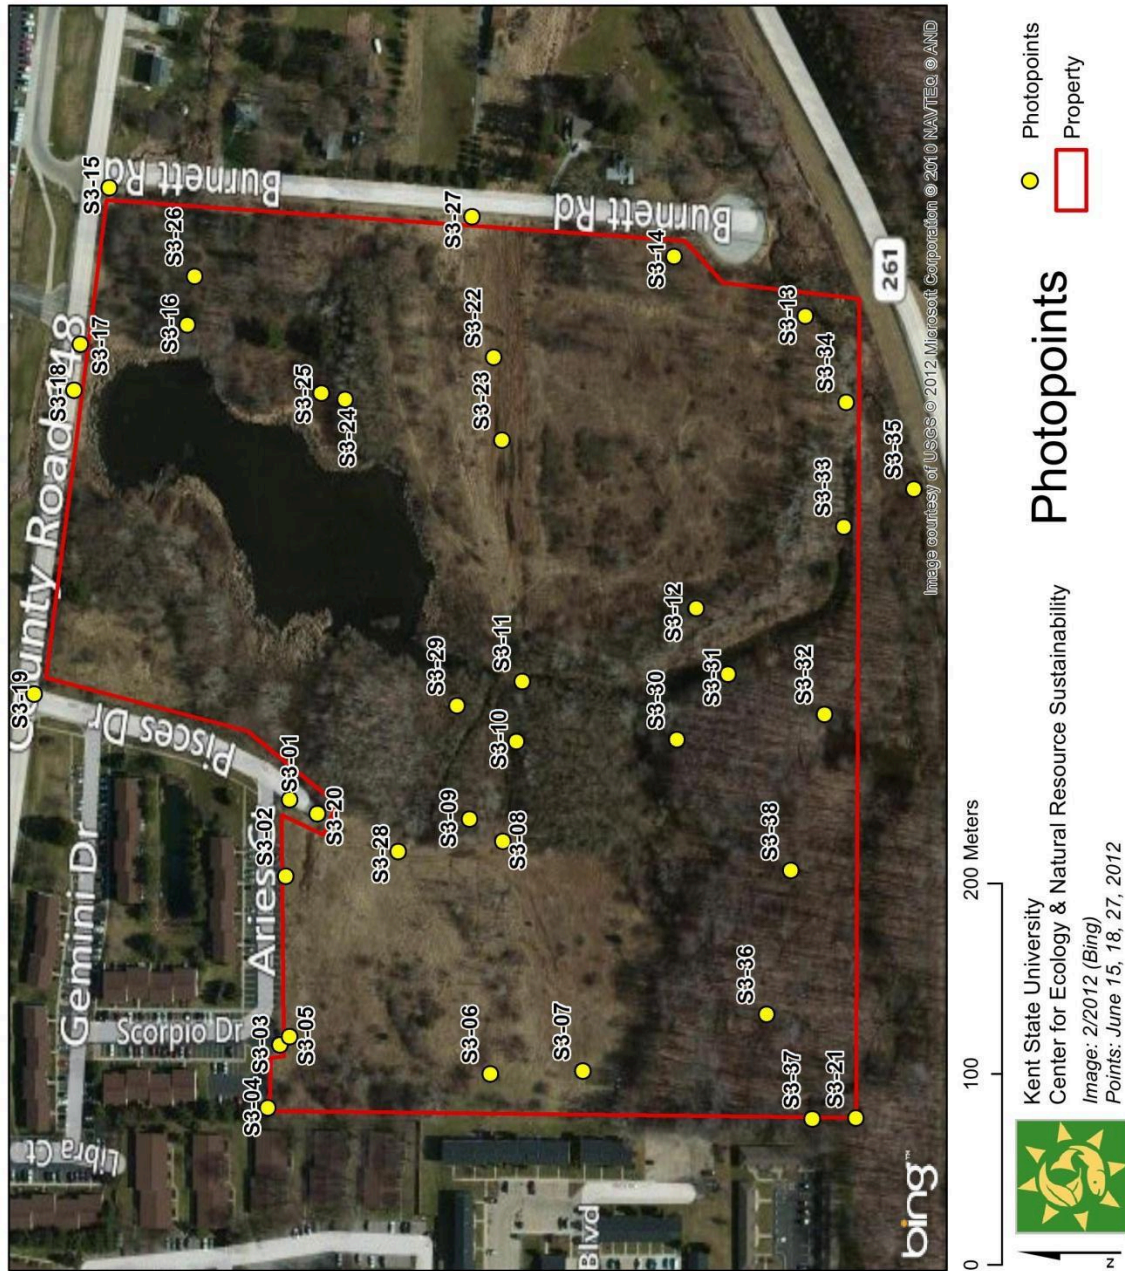 County Road 18
Burnett Rd
Burnett Rd
Pisces Dr
Gemini Dr
Aries Ct
Scorpio Dr
Libra Ct
Blvd
261
S3-15
S3-26
S3-16
S3-17
S3-18
S3-19
S3-27
S3-14
S3-25
S3-24
S3-22
S3-23
S3-13
S3-34
S3-35
S3-33
S3-12
S3-11
S3-29
S3-10
S3-31
S3-30
S3-32
S3-01
S3-20
S3-02
S3-09
S3-08
S3-28
S3-38
S3-03
S3-05
S3-04
S3-06
S3-07
S3-36
S3-37
S3-21
bing™
Image courtesy of USGS © 2012 Microsoft Corporation © 2010 NAVTEQ © AND
0 100 200 Meters
N
Kent State University
Center for Ecology & Natural Resource Sustainability
Image: 2/2012 (Bing)
Points: June 15, 18, 27, 2012
Photopoints
Photopoints
Property